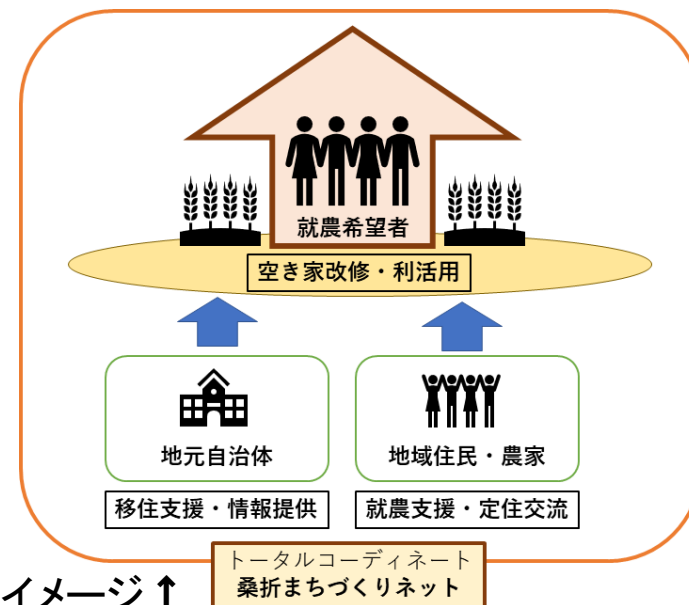 就農希望者
空き家改修・利活用
地元自治体
地域住民・農家
移住支援・情報提供
就農支援・定住交流
トータルコーディネート
桑折まちづくりネット
イメージ↑